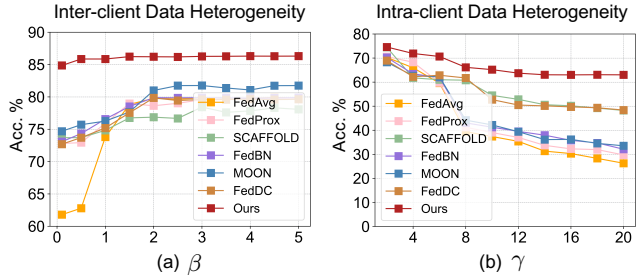 Inter-client Data Heterogeneity
Intra-client Data Heterogeneity
Acc. %
90
85
80
75
70
65
60
0
1
2
3
4
5
FedAvg
FedProx
SCAFFOLD
FedBN
MOON
FedDC
Ours
(a) β
Acc. %
80
70
60
50
40
30
20
10
0
4
8
12
16
20
FedAvg
FedProx
SCAFFOLD
FedBN
MOON
FedDC
Ours
(b) γ